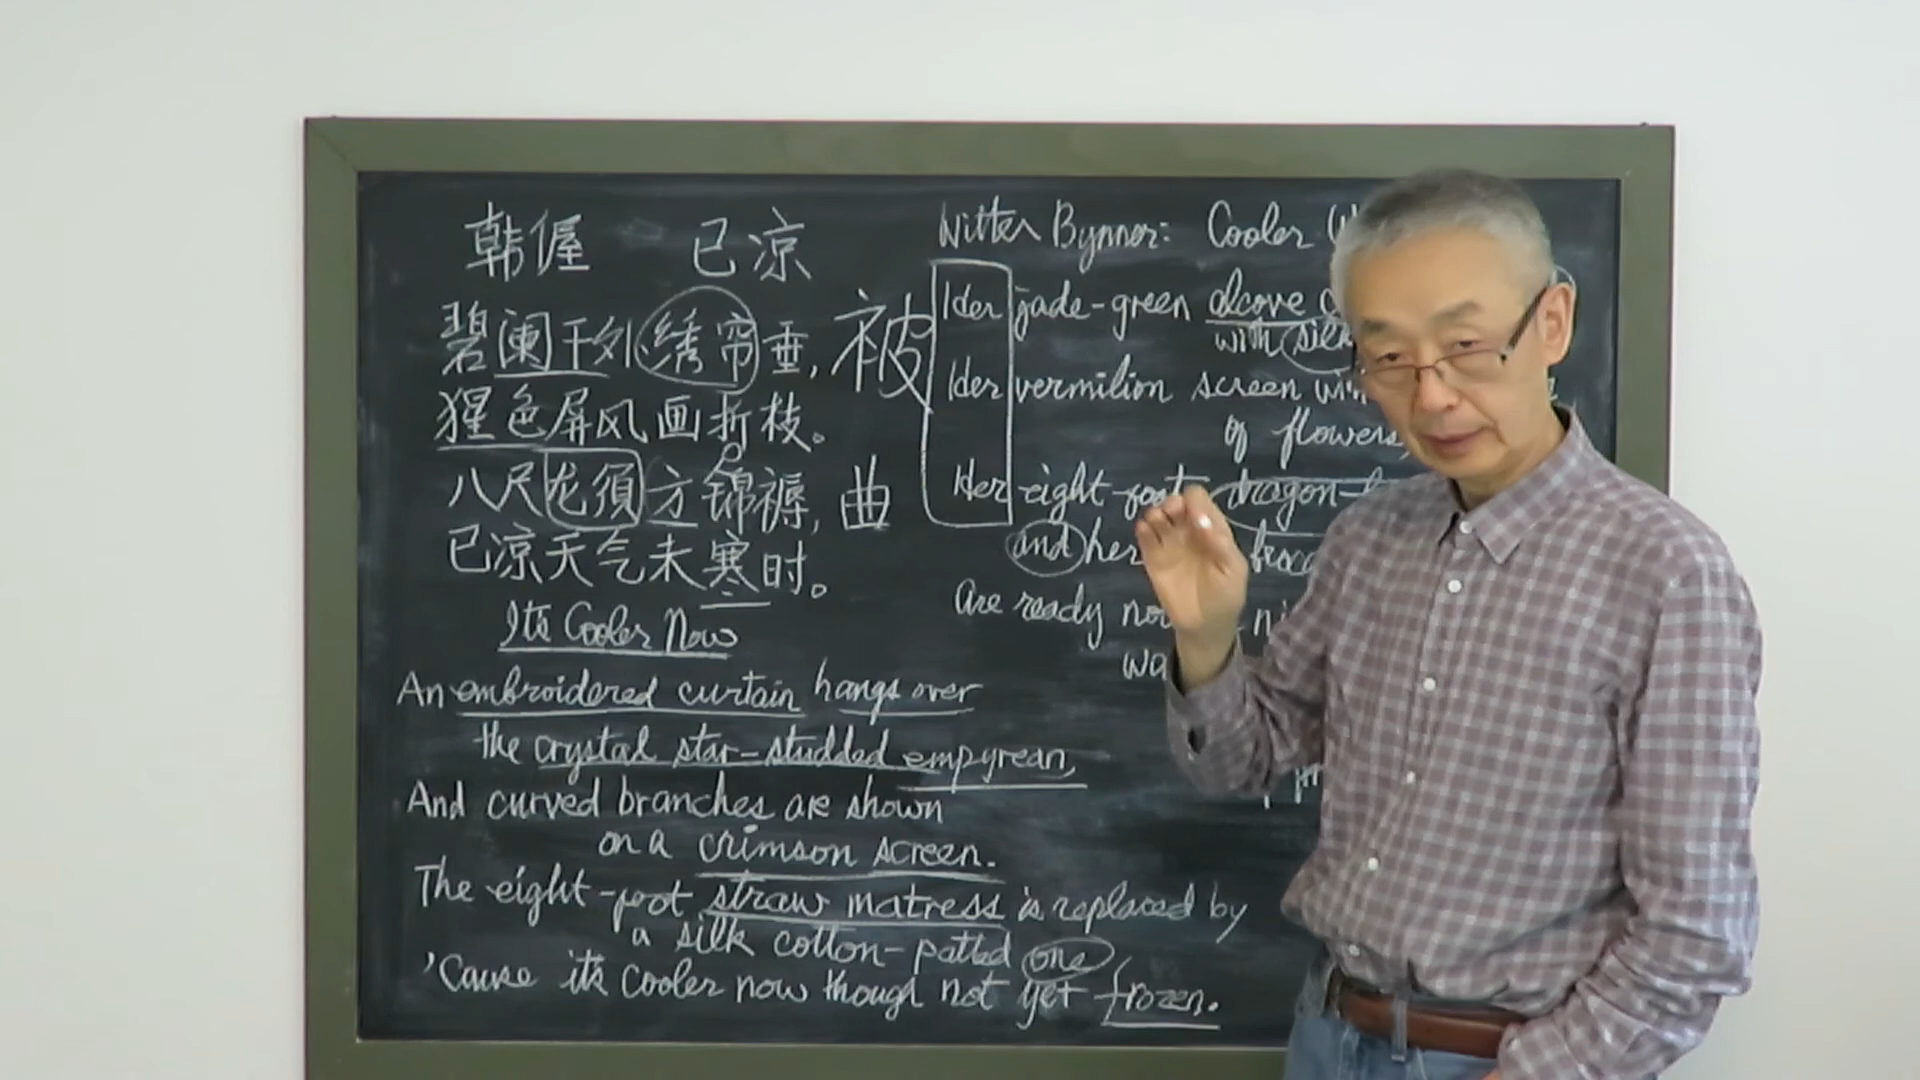 韩偓 已凉
碧阑干外绣帘垂,被
猩色屏风画折枝。
八尺龙须方锦褥,曲
已凉天气未寒时。
It's Cooler Now
An embroidered curtain hangs over
the crystal star-studded empyrean,
And curved branches are shown
on a crimson screen.
The eight-foot straw matress is replaced by
a silk cotton-patted one
'Cause it's cooler now though not yet frozen.
Witter Bynner: Cooler
Her jade-green alcove
with silk
Her vermilion screen with
of flowers,
Her eight-foot dragon-
and her
Are ready now